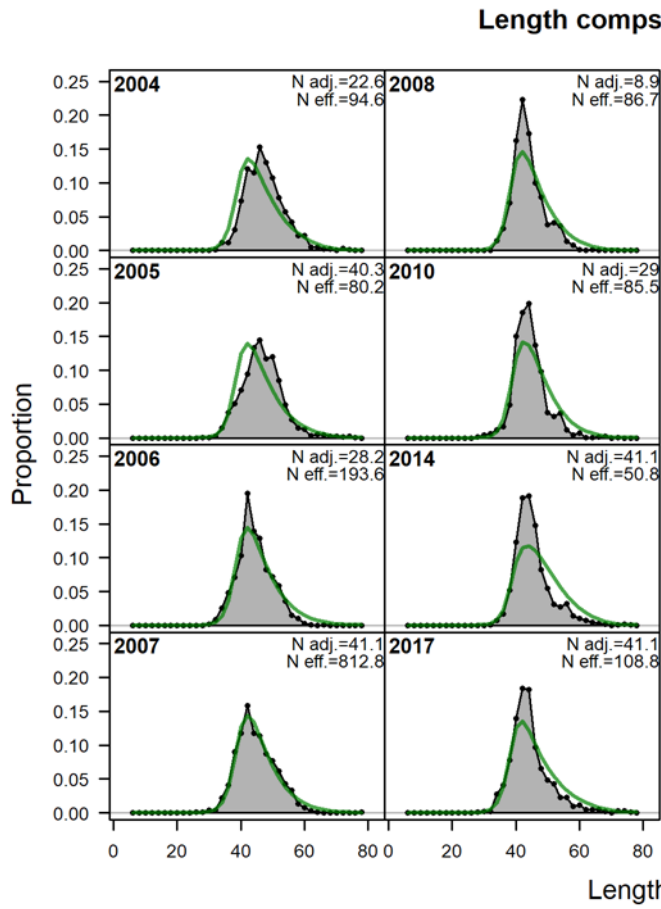 Length comps
0.25
0.20
0.15
0.10
0.05
0.00
2004
N adj.=22.6
N eff.=94.6
2008
N adj.=8.9
N eff.=86.7
0.25
0.20
0.15
0.10
0.05
0.00
2005
N adj.=40.3
N eff.=80.2
2010
N adj.=29
N eff.=85.5
Proportion
0.25
0.20
0.15
0.10
0.05
0.00
2006
N adj.=28.2
N eff.=193.6
2014
N adj.=41.1
N eff.=50.8
0.25
0.20
0.15
0.10
0.05
0.00
2007
N adj.=41.1
N eff.=812.8
2017
N adj.=41.1
N eff.=108.8
0 20 40 60 80 0 20 40 60 80
Length